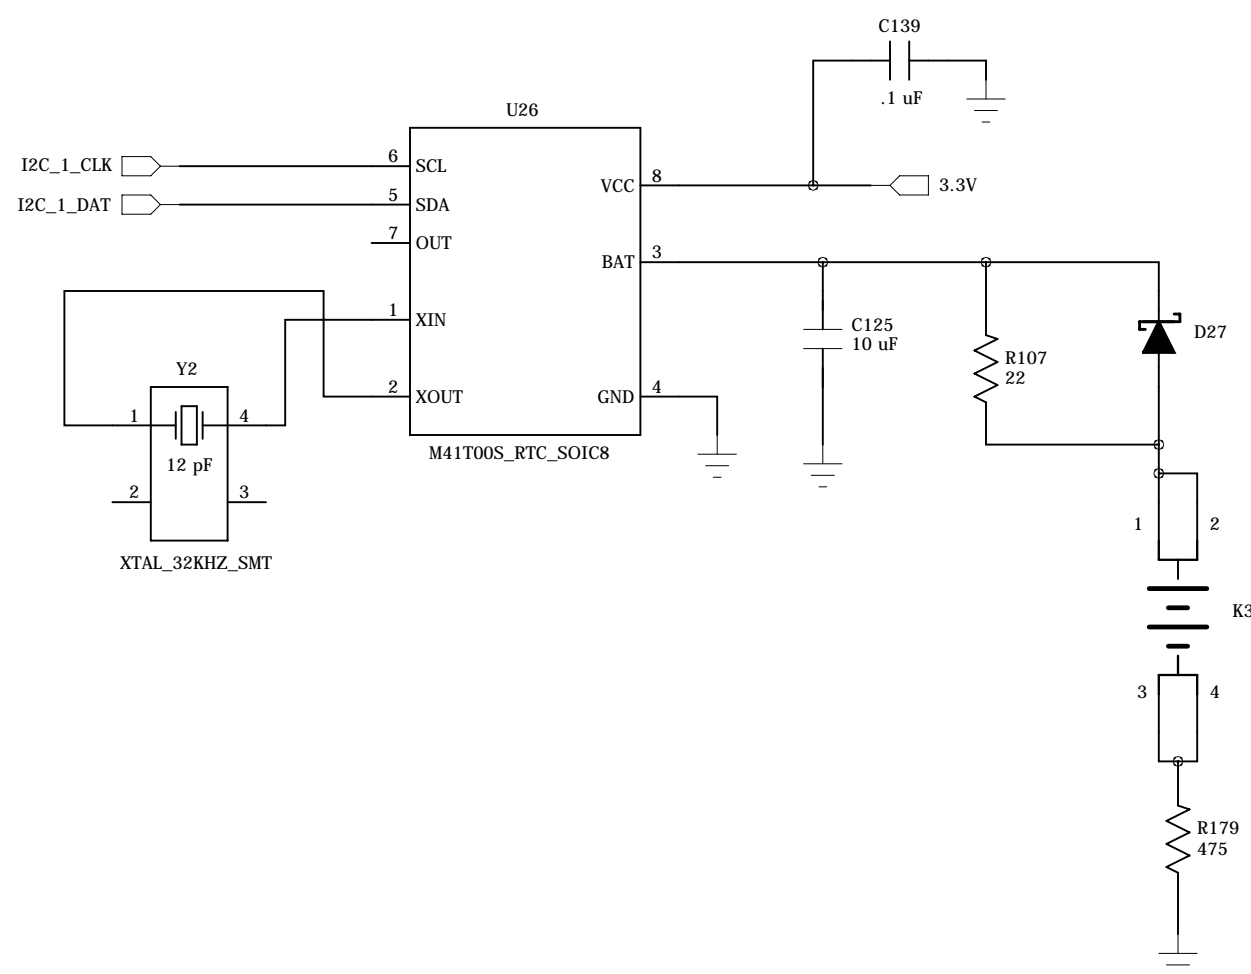 C139
.1 uF
U26
I2C_1_CLK
6
SCL
I2C_1_DAT
5
SDA
7
OUT
1
XIN
2
XOUT
VCC
8
3.3V
BAT
3
GND
4
M41T00S_RTC_SOIC8
C125
10 uF
R107
22
D27
Y2
1
4
12 pF
2
3
XTAL_32KHZ_SMT
1
2
K3
3
4
R179
475